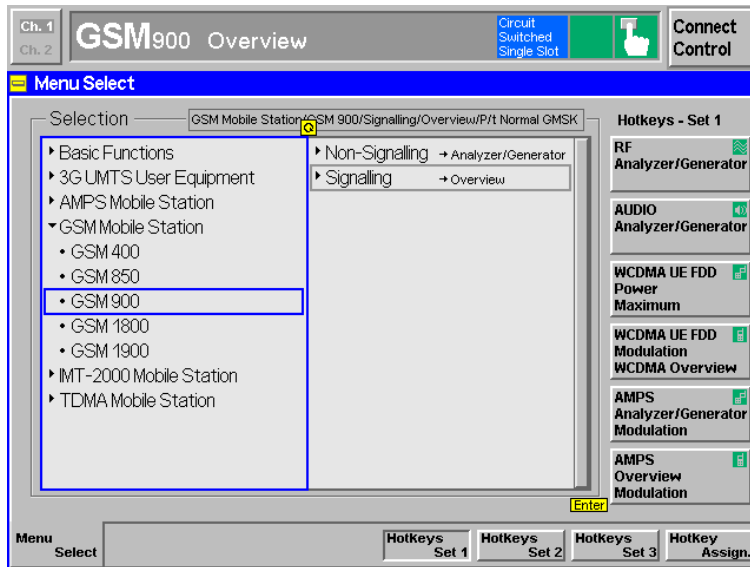 Ch. 1
Ch. 2
GSM900 Overview
Circuit
Switched
Single Slot
Connect
Control
Menu Select
Selection
GSM Mobile Station/GSM 900/Signalling/Overview/P/t Normal GMSK
Q
Basic Functions
3G UMTS User Equipment
AMPS Mobile Station
GSM Mobile Station
• GSM 400
• GSM 850
• GSM 900
• GSM 1800
• GSM 1900
IMT-2000 Mobile Station
TDMA Mobile Station
Non-Signalling → Analyzer/Generator
Signalling → Overview
Enter
Hotkeys - Set 1
RF
Analyzer/Generator
AUDIO
Analyzer/Generator
WCDMA UE FDD
Power
Maximum
WCDMA UE FDD
Modulation
WCDMA Overview
AMPS
Analyzer/Generator
Modulation
AMPS
Overview
Modulation
Menu
Select
Hotkeys
Set 1
Hotkeys
Set 2
Hotkeys
Set 3
Hotkey
Assign.